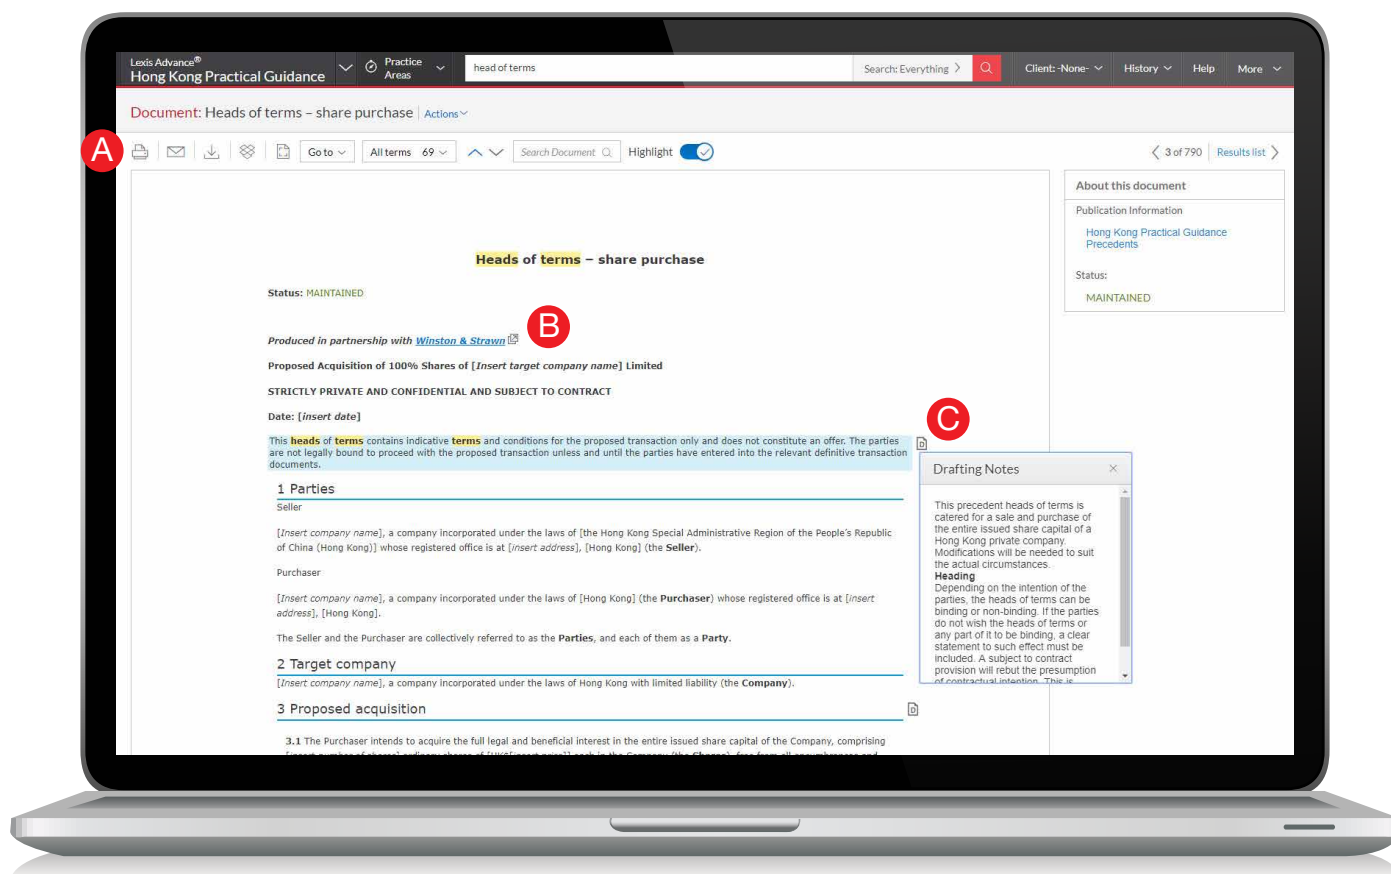 Lexis Advance®
Hong Kong Practical Guidance
Practice Areas
head of terms
Search: Everything
Client: -None-
History
Help
More
Document: Heads of terms – share purchase
Actions
A
Go to
All terms 69
Search Document
Highlight
3 of 790
Results list
About this document
Publication Information
Hong Kong Practical Guidance
Precedents
Status:
MAINTAINED
Heads of terms – share purchase
Status: MAINTAINED
B
Produced in partnership with Winston & Strawn
Proposed Acquisition of 100% Shares of [Insert target company name] Limited
STRICTLY PRIVATE AND CONFIDENTIAL AND SUBJECT TO CONTRACT
Date: [insert date]
C
This heads of terms contains indicative terms and conditions for the proposed transaction only and does not constitute an offer. The parties
are not legally bound to proceed with the proposed transaction unless and until the parties have entered into the relevant definitive transaction
documents.
1 Parties
Seller
[Insert company name], a company incorporated under the laws of [the Hong Kong Special Administrative Region of the People's Republic
of China (Hong Kong)] whose registered office is at [insert address], [Hong Kong] (the Seller).
Purchaser
[Insert company name], a company incorporated under the laws of [Hong Kong] (the Purchaser) whose registered office is at [insert
address], [Hong Kong].
The Seller and the Purchaser are collectively referred to as the Parties, and each of them as a Party.
2 Target company
[Insert company name], a company incorporated under the laws of Hong Kong with limited liability (the Company).
3 Proposed acquisition
3.1 The Purchaser intends to acquire the full legal and beneficial interest in the entire issued share capital of the Company, comprising
D
Drafting Notes
This precedent heads of terms is
catered for a sale and purchase of
the entire issued share capital of a
Hong Kong private company.
Modifications will be needed to suit
the actual circumstances.
Heading
Depending on the intention of the
parties, the heads of terms can be
binding or non-binding. If the parties
do not wish the heads of terms or
any part of it to be binding, a clear
statement to such effect must be
included. A subject to contract
provision will rebut the presumption
of contractual intention. This is
D